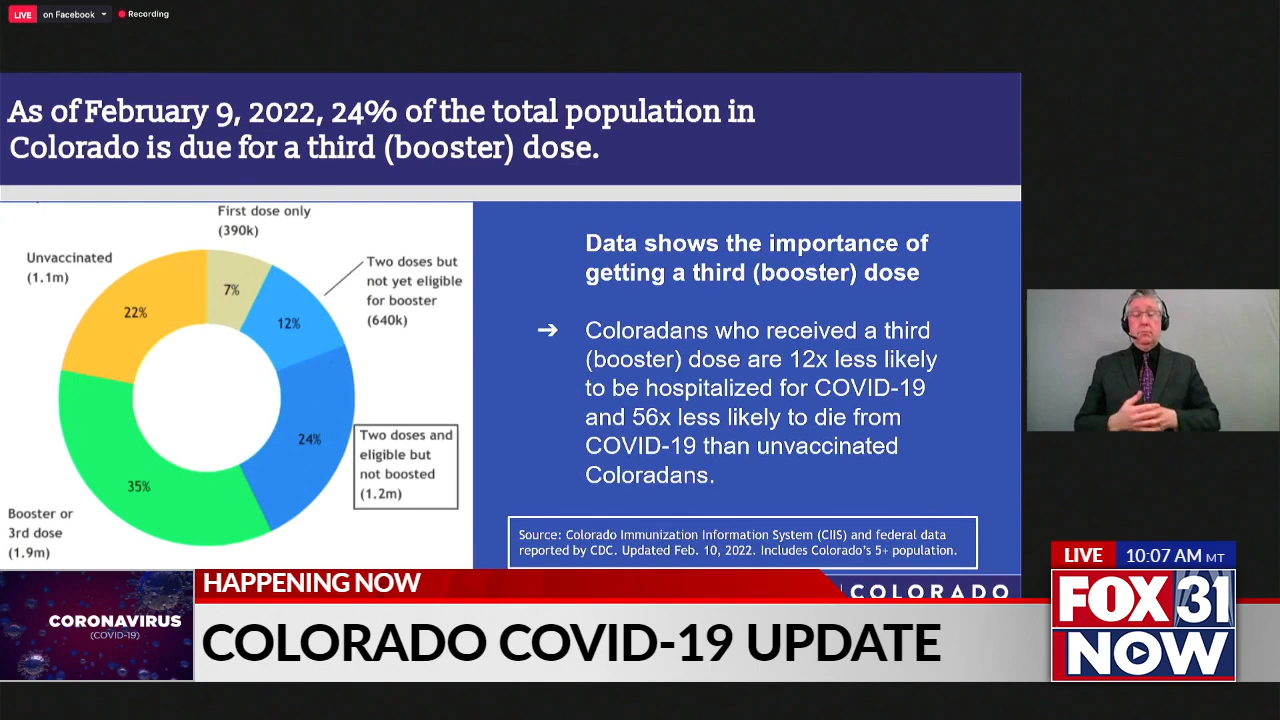 LIVE on Facebook Recording
As of February 9, 2022, 24% of the total population in
Colorado is due for a third (booster) dose.
First dose only
(390k)
Unvaccinated
(1.1m)
Two doses but
not yet eligible
for booster
(640k)
7%
22%
12%
24%
35%
Two doses and
eligible but
not boosted
(1.2m)
Booster or
3rd dose
(1.9m)
Data shows the importance of
getting a third (booster) dose
➔ Coloradans who received a third
(booster) dose are 12x less likely
to be hospitalized for COVID-19
and 56x less likely to die from
COVID-19 than unvaccinated
Coloradans.
Source: Colorado Immunization Information System (CIIS) and federal data
reported by CDC. Updated Feb. 10, 2022. Includes Colorado's 5+ population.
COLORADO
HAPPENING NOW
CORONAVIRUS
(COVID-19)
COLORADO COVID-19 UPDATE
LIVE 10:07 AM MT
FOX 31
NOW